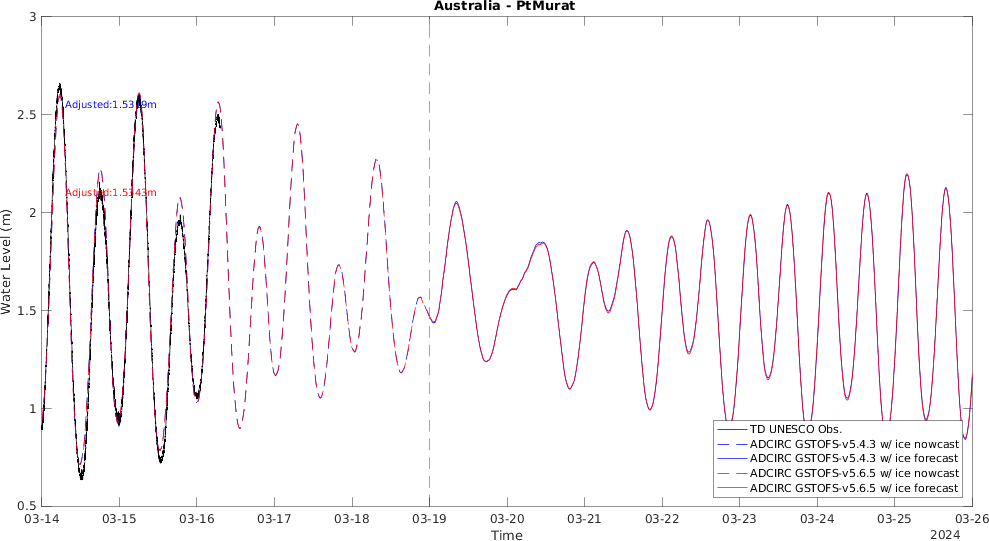 Australia - PtMurat
3
2.5
2
1.5
1
0.5
Water Level (m)
Adjusted:1.5
Adjusted:1.5343m
TD UNESCO Obs.
ADCIRC GSTOFS-v5.4.3 w/ ice nowcast
ADCIRC GSTOFS-v5.4.3 w/ ice forecast
ADCIRC GSTOFS-v5.6.5 w/ ice nowcast
ADCIRC GSTOFS-v5.6.5 w/ ice forecast
03-14 03-15 03-16 03-17 03-18 03-19 03-20 03-21 03-22 03-23 03-24 03-25 03-26
Time
2024